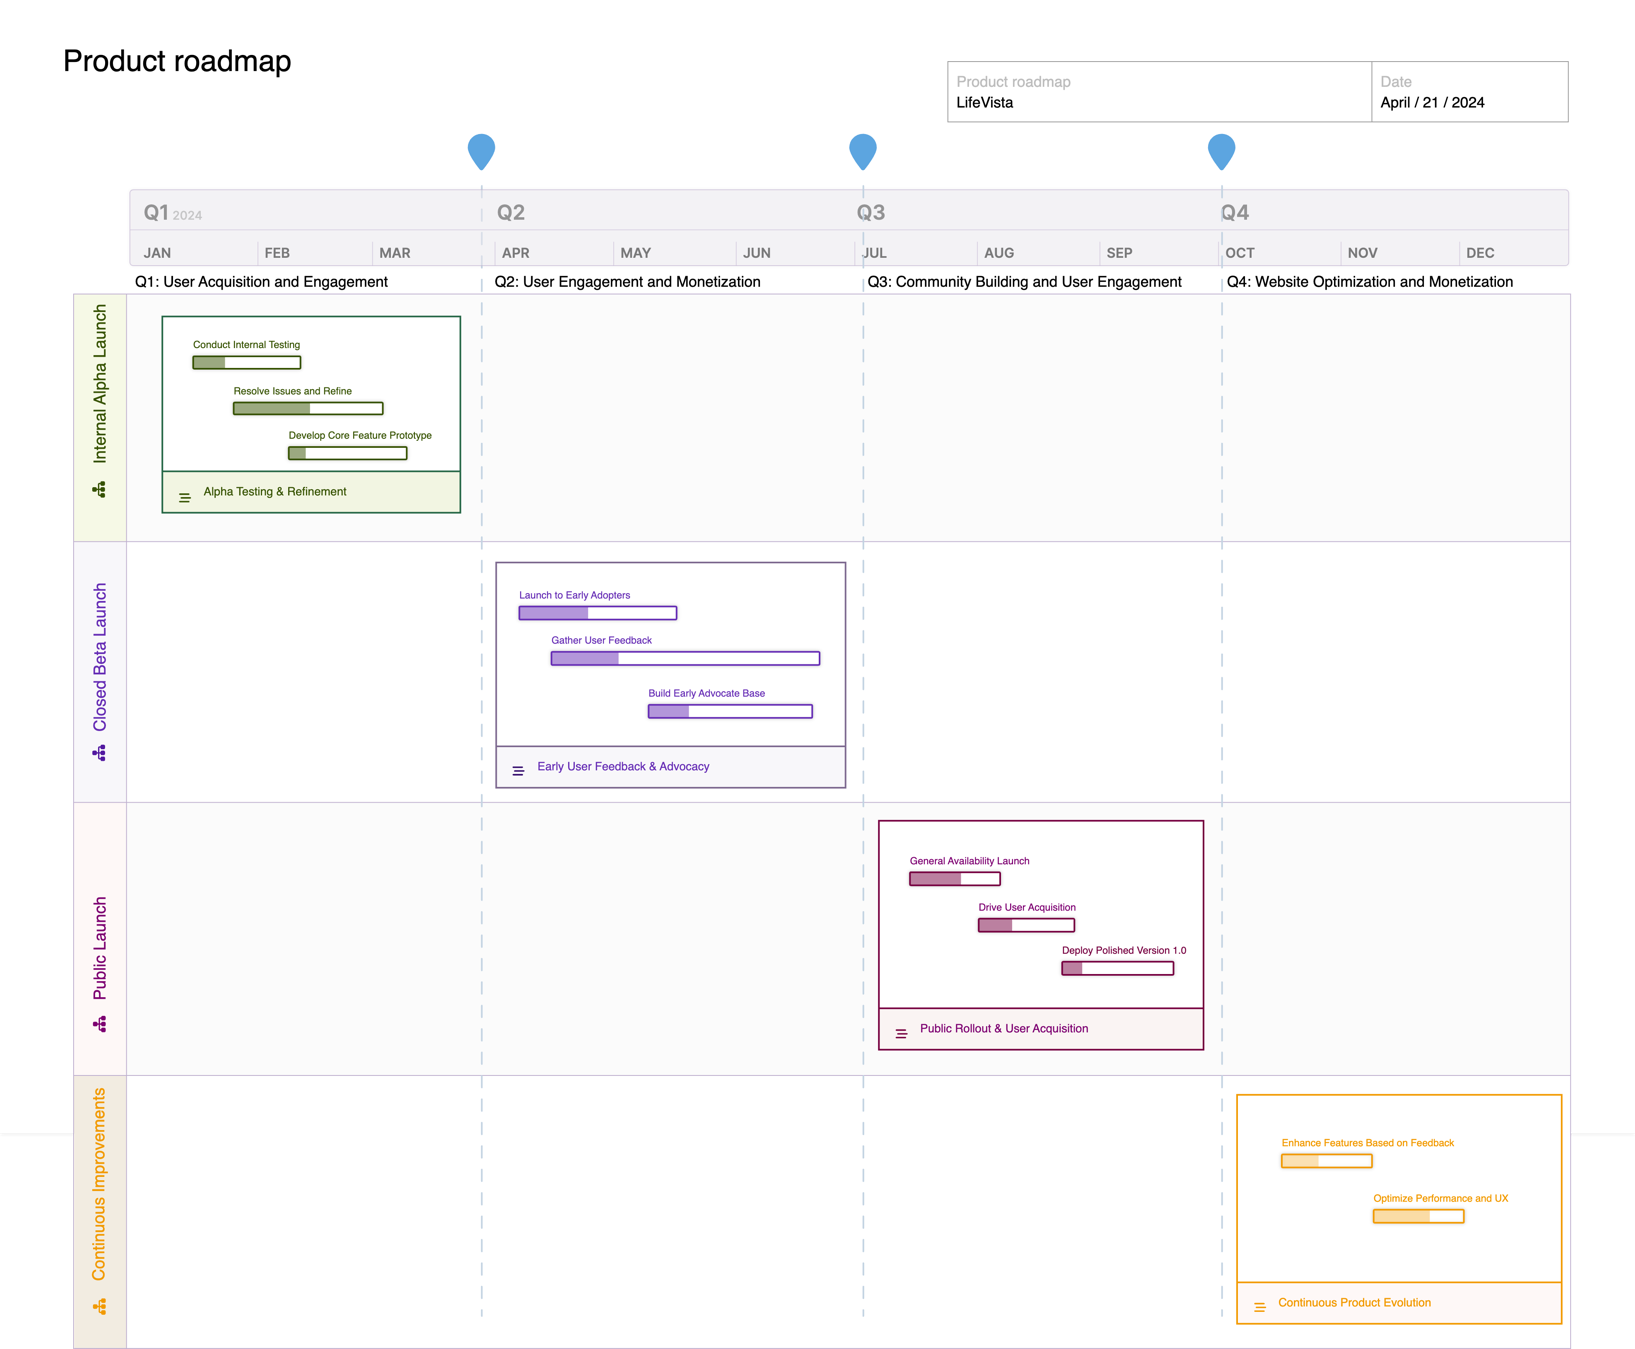 Product roadmap
Product roadmap
LifeVista
Date
April / 21 / 2024
Q1 2024
Q2
Q3
Q4
JAN
FEB
MAR
APR
MAY
JUN
JUL
AUG
SEP
OCT
NOV
DEC
Q1: User Acquisition and Engagement
Q2: User Engagement and Monetization
Q3: Community Building and User Engagement
Q4: Website Optimization and Monetization
Internal Alpha Launch
Conduct Internal Testing
Resolve Issues and Refine
Develop Core Feature Prototype
Alpha Testing & Refinement
Closed Beta Launch
Launch to Early Adopters
Gather User Feedback
Build Early Advocate Base
Early User Feedback & Advocacy
Public Launch
General Availability Launch
Drive User Acquisition
Deploy Polished Version 1.0
Public Rollout & User Acquisition
Continuous Improvements
Enhance Features Based on Feedback
Optimize Performance and UX
Continuous Product Evolution